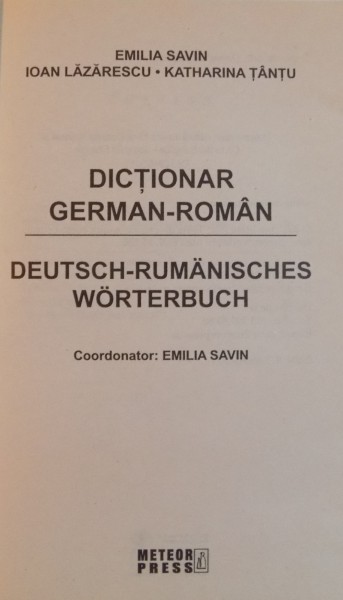 EMILIA SAVIN
IOAN LĂZĂRESCU • KATHARINA ȚÂNȚU
DICȚIONAR
GERMAN-ROMÂN
DEUTSCH-RUMÄNISCHES
WÖRTERBUCH
Coordonator: EMILIA SAVIN
METEOR
PRESS